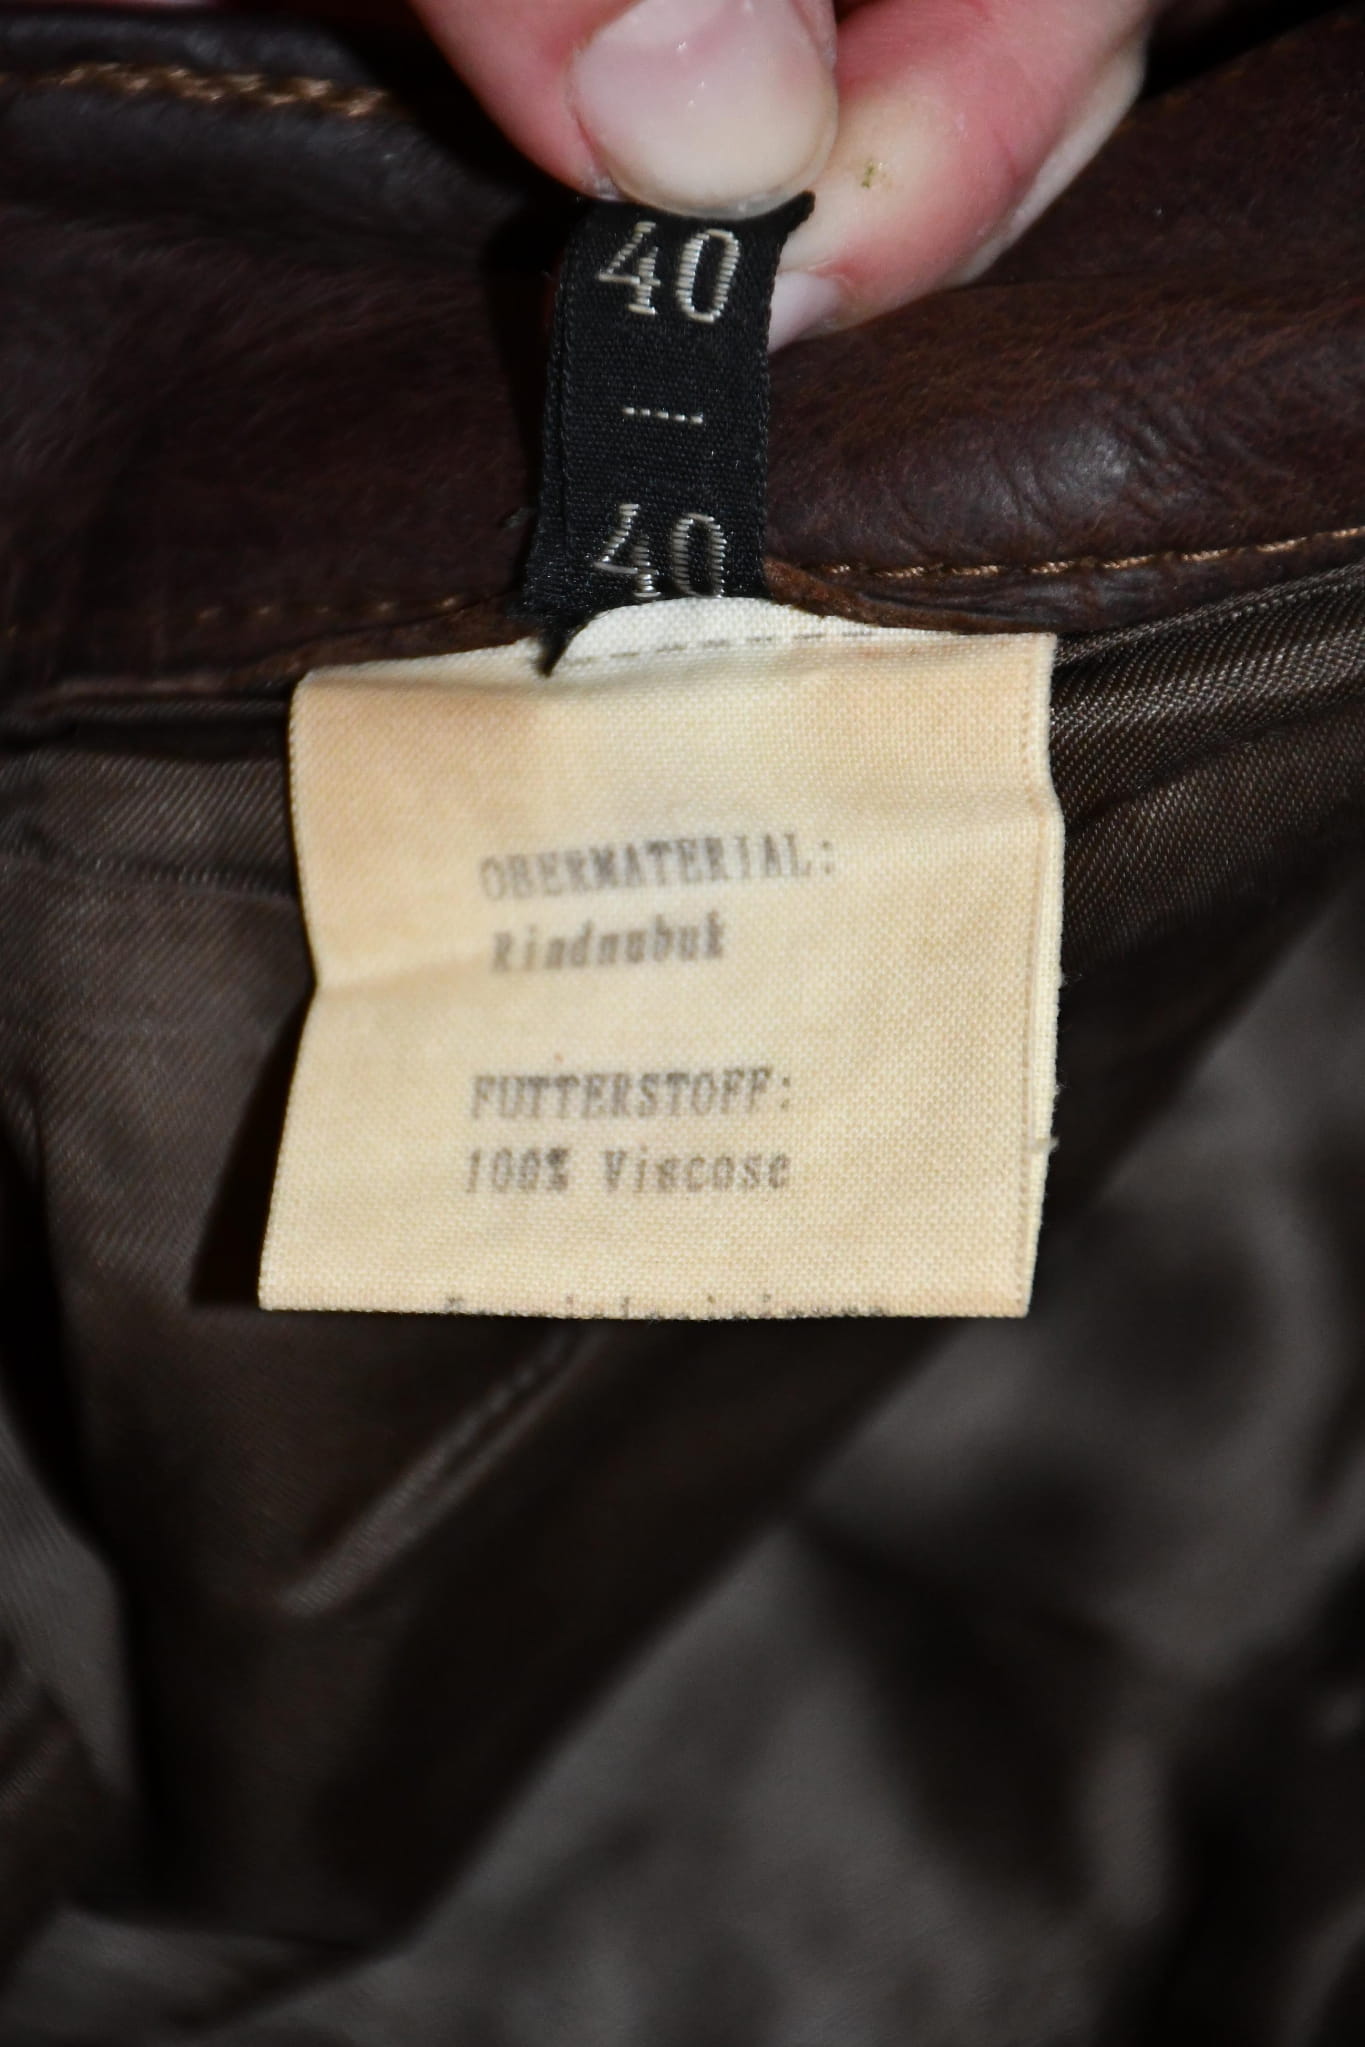 40
-
40
OBERMATERIAL:
Rindnubuk
FUTTERSTOFF:
100% Viscose